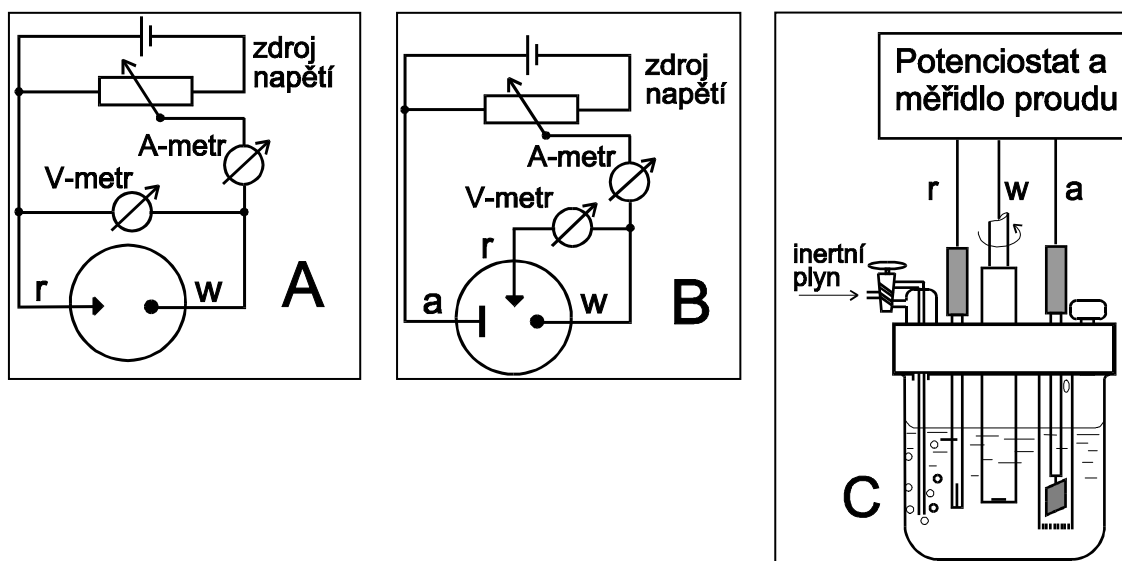 zdroj
napětí
A-metr
V-metr
r
w
A
zdroj
napětí
A-metr
V-metr
r
a
w
B
Potenciostat a
měřidlo proudu
r
w
a
inertní
plyn
C